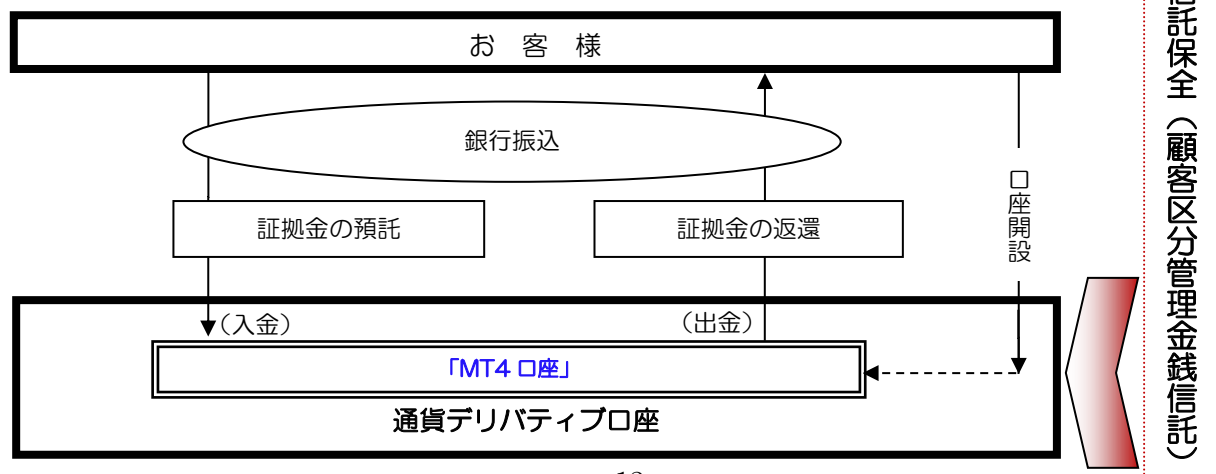 お 客 様
銀行振込
証拠金の預託
証拠金の返還
口座開設
（入金）
（出金）
「MT4 口座」
通貨デリバティブ口座
託保全（顧客区分管理金銭信託）